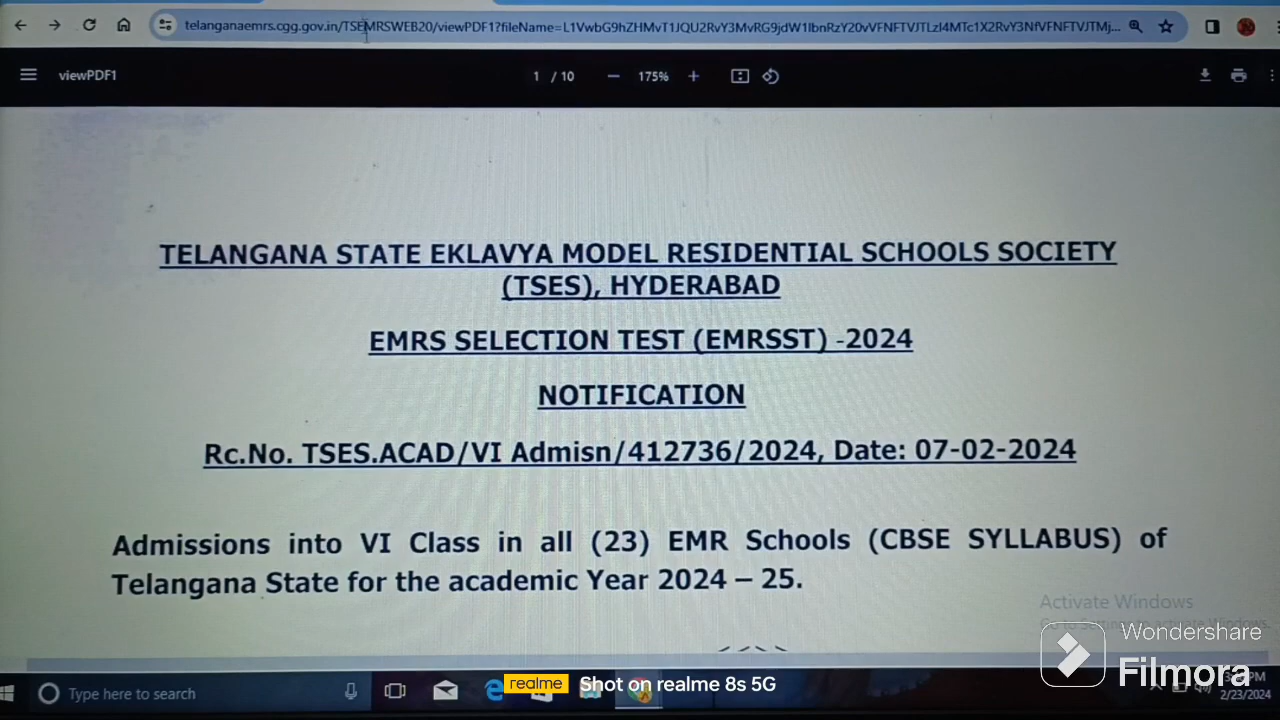 telanganaemrs.cgg.gov.in/TSEMRSWEB20/viewPDF1?fileName=
viewPDF1
1 / 10
175%
TELANGANA STATE EKLAVYA MODEL RESIDENTIAL SCHOOLS SOCIETY
(TSES), HYDERABAD
EMRS SELECTION TEST (EMRSST) -2024
NOTIFICATION
Rc.No. TSES.ACAD/VI Admisn/412736/2024, Date: 07-02-2024
Admissions into VI Class in all (23) EMR Schools (CBSE SYLLABUS) of
Telangana State for the academic Year 2024 – 25.
Activate Windows
Wondershare
Filmora
Type here to search
realme Shot on realme 8s 5G
2/23/2024